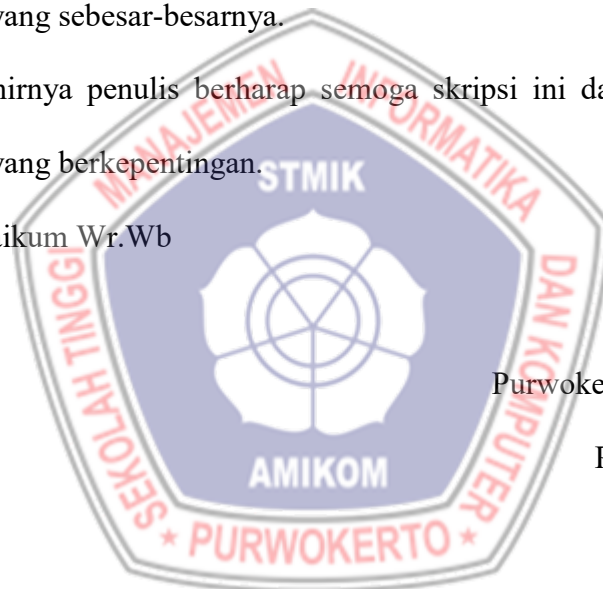 yang sebesar-besarnya.
hirnya penulis berharap semoga skripsi ini da
yang berkepentingan.
aikum Wr.Wb
Purwoke
SEKOLAH TINGGI MANAJEMEN INFORMATIKA DAN KOMPUTER
STMIK
AMIKOM
* PURWOKERTO *